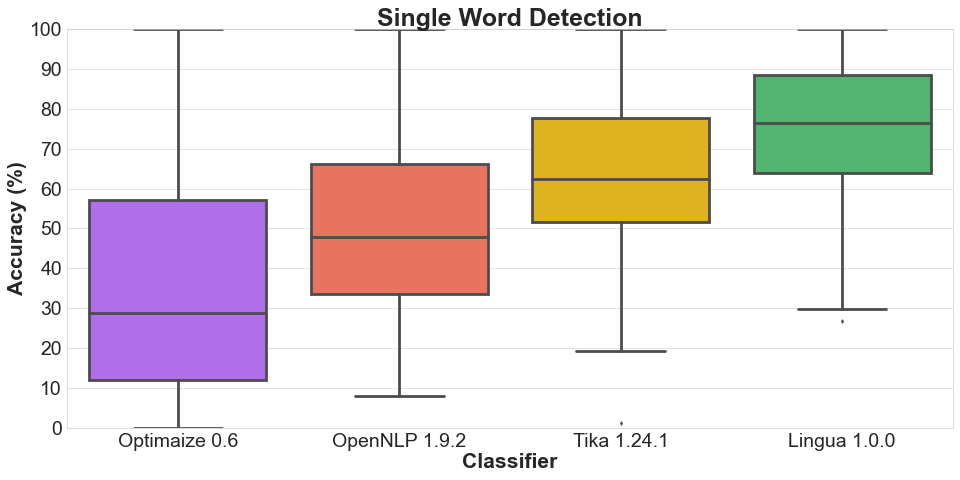 Single Word Detection
100
90
80
70
60
50
40
30
20
10
0
Accuracy (%)
Optimaize 0.6 OpenNLP 1.9.2 Tika 1.24.1 Lingua 1.0.0
Classifier